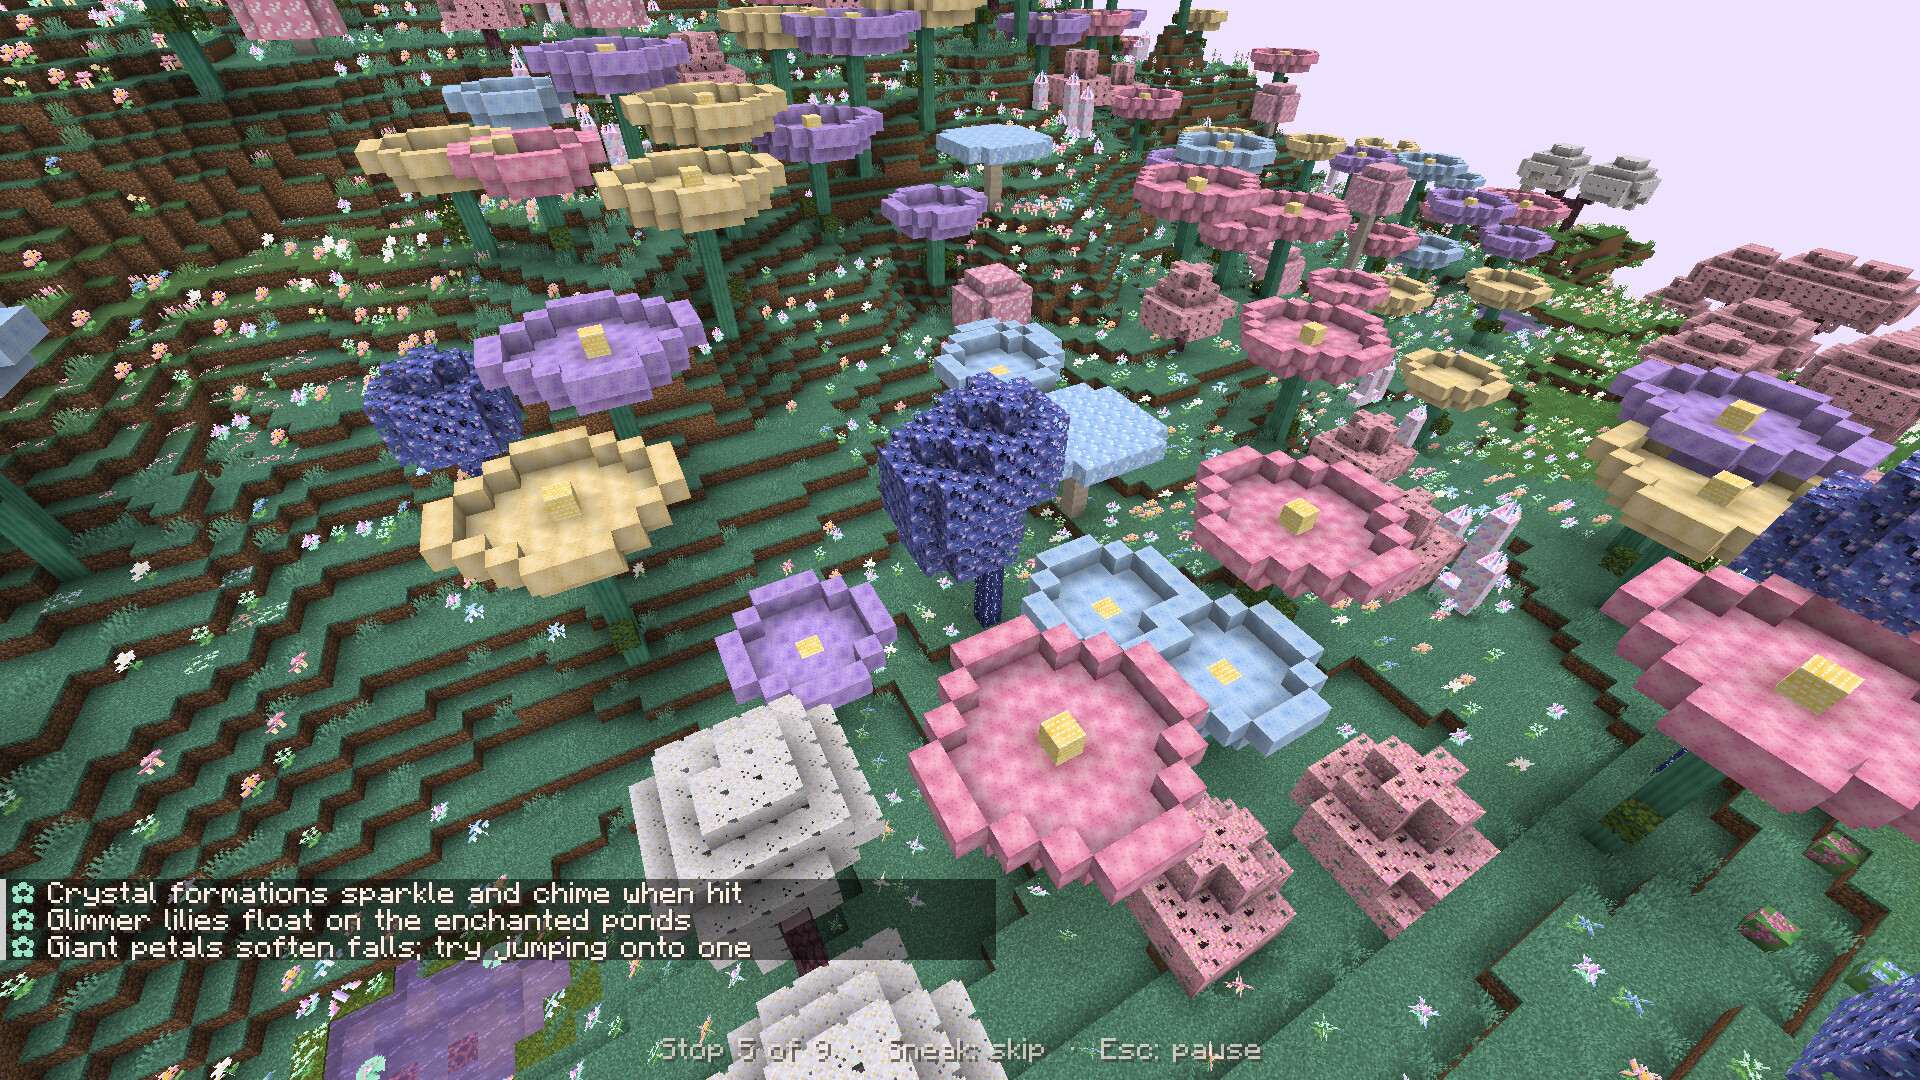 ✿ Crystal formations sparkle and chime when hit
✿ Glimmer lilies float on the enchanted ponds
✿ Giant petals soften falls; try jumping onto one
Stop 5 of 9 · Sneak: skip · Esc: pause